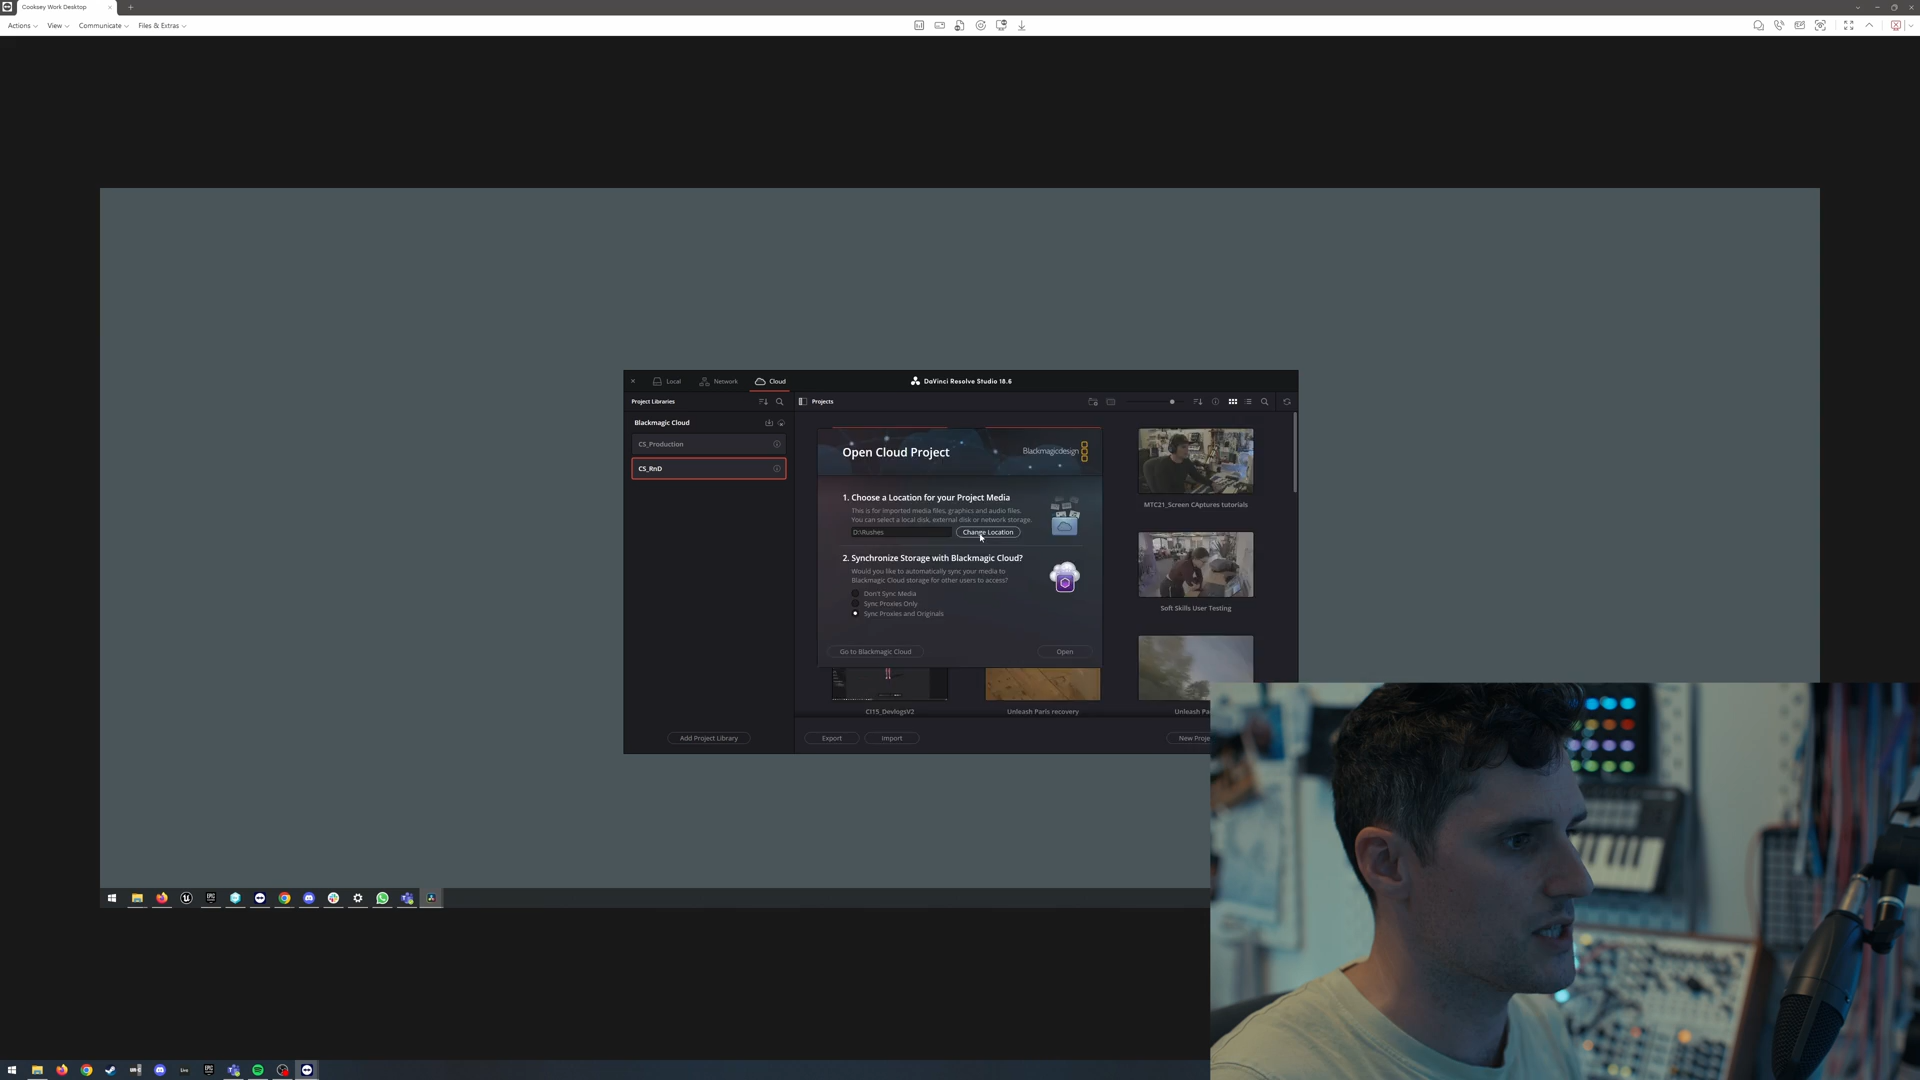 Cooksey Work Desktop
Actions View Communicate Files & Extras
Local Network Cloud DaVinci Resolve Studio 18.6
Project Libraries Projects
Blackmagic Cloud
CS_Production
CS_RnD
Open Cloud Project Blackmagicdesign
1. Choose a Location for your Project Media
This is for imported media files, graphics and audio files.
You can select a local disk, external disk or network storage.
D:\Rushes Change Location
2. Synchronize Storage with Blackmagic Cloud?
Would you like to automatically sync your media to
Blackmagic Cloud storage for other users to access?
Don't Sync Media
Sync Proxies Only
Sync Proxies and Originals
Go to Blackmagic Cloud Open
MTC21_Screen CAptures tutorials
Soft Skills User Testing
CI15_DevlogsV2 Unleash Paris recovery Unleash Pa
Add Project Library Export Import New Proje